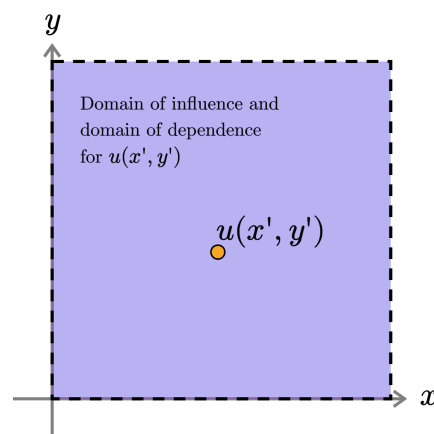 y
Domain of influence and
domain of dependence
for u(x', y')
u(x', y')
x